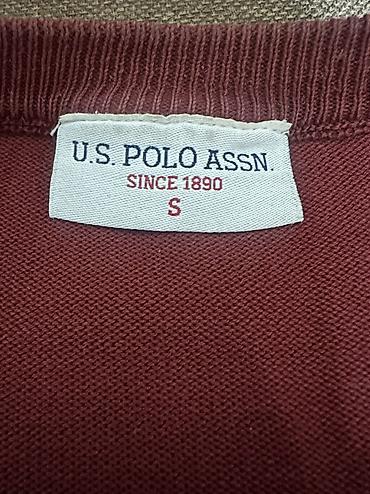 U.S. POLO ASSN.
SINCE 1890
S